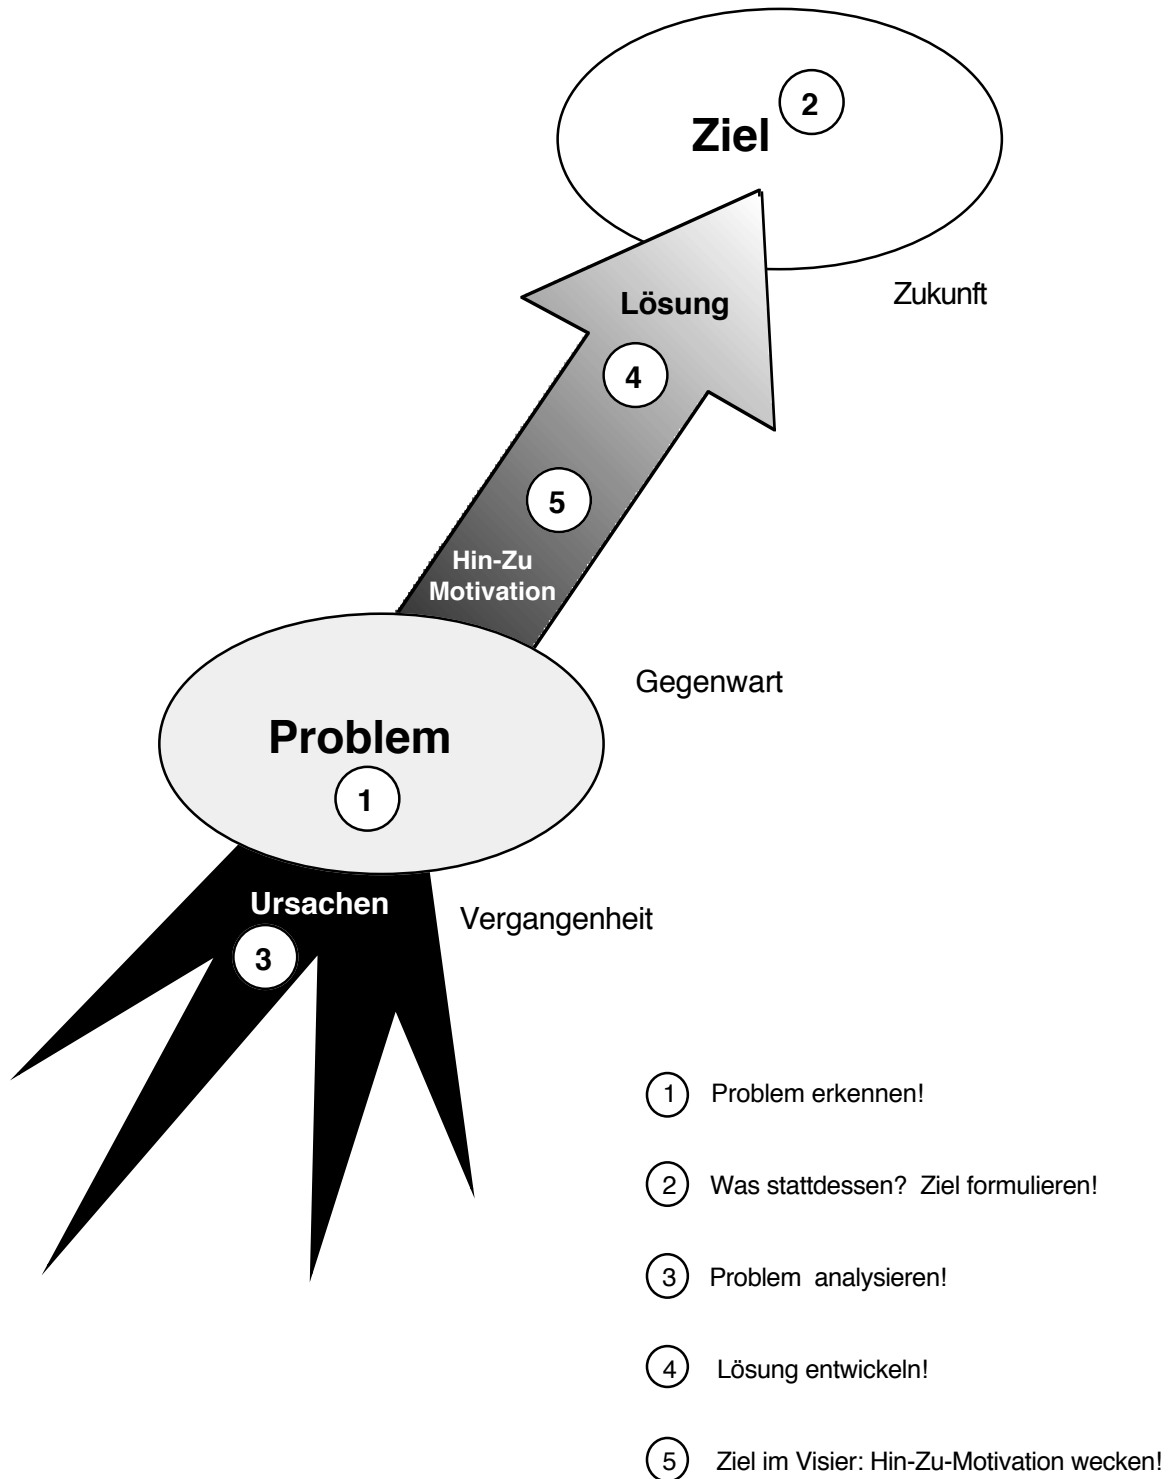 2
Ziel
Zukunft
Lösung
4
5
Hin-Zu
Motivation
Gegenwart
Problem
1
Ursachen
Vergangenheit
3
1 Problem erkennen!
2 Was stattdessen? Ziel formulieren!
3 Problem analysieren!
4 Lösung entwickeln!
5 Ziel im Visier: Hin-Zu-Motivation wecken!